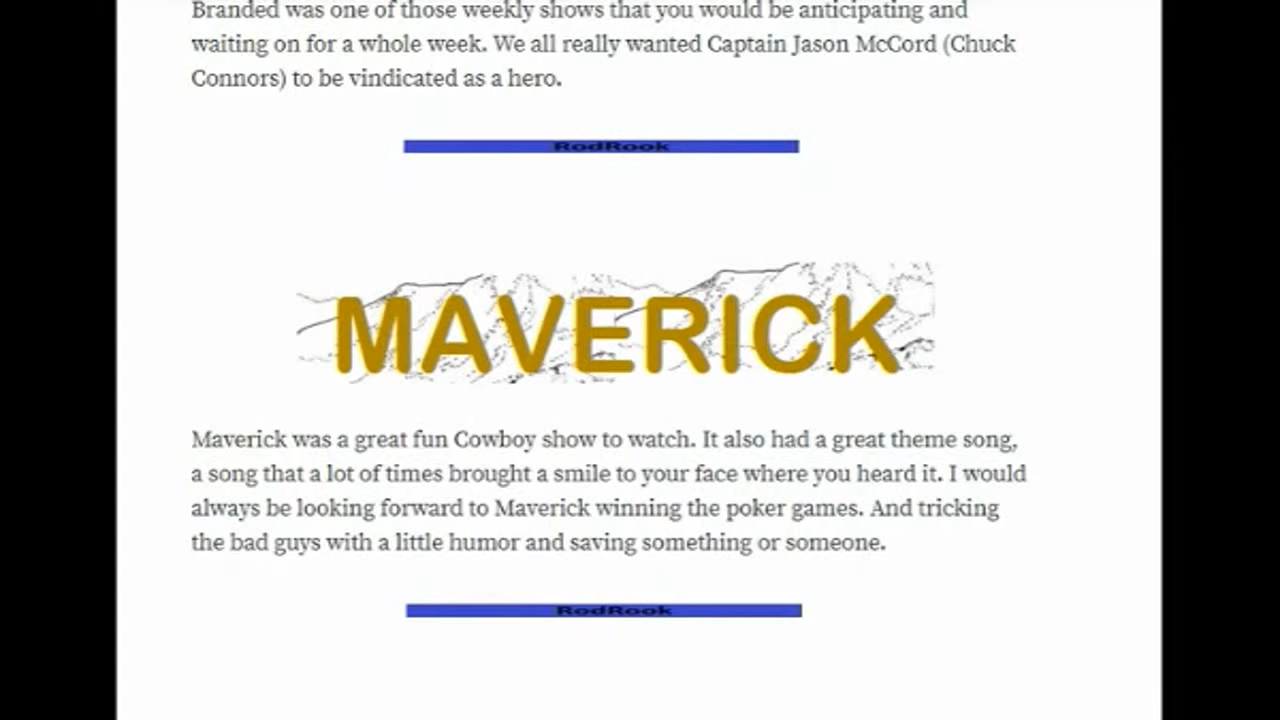 Branded was one of those weekly shows that you would be anticipating and
waiting on for a whole week. We all really wanted Captain Jason McCord (Chuck
Connors) to be vindicated as a hero.
RodRook
MAVERICK
Maverick was a great fun Cowboy show to watch. It also had a great theme song,
a song that a lot of times brought a smile to your face where you heard it. I would
always be looking forward to Maverick winning the poker games. And tricking
the bad guys with a little humor and saving something or someone.
RodRook